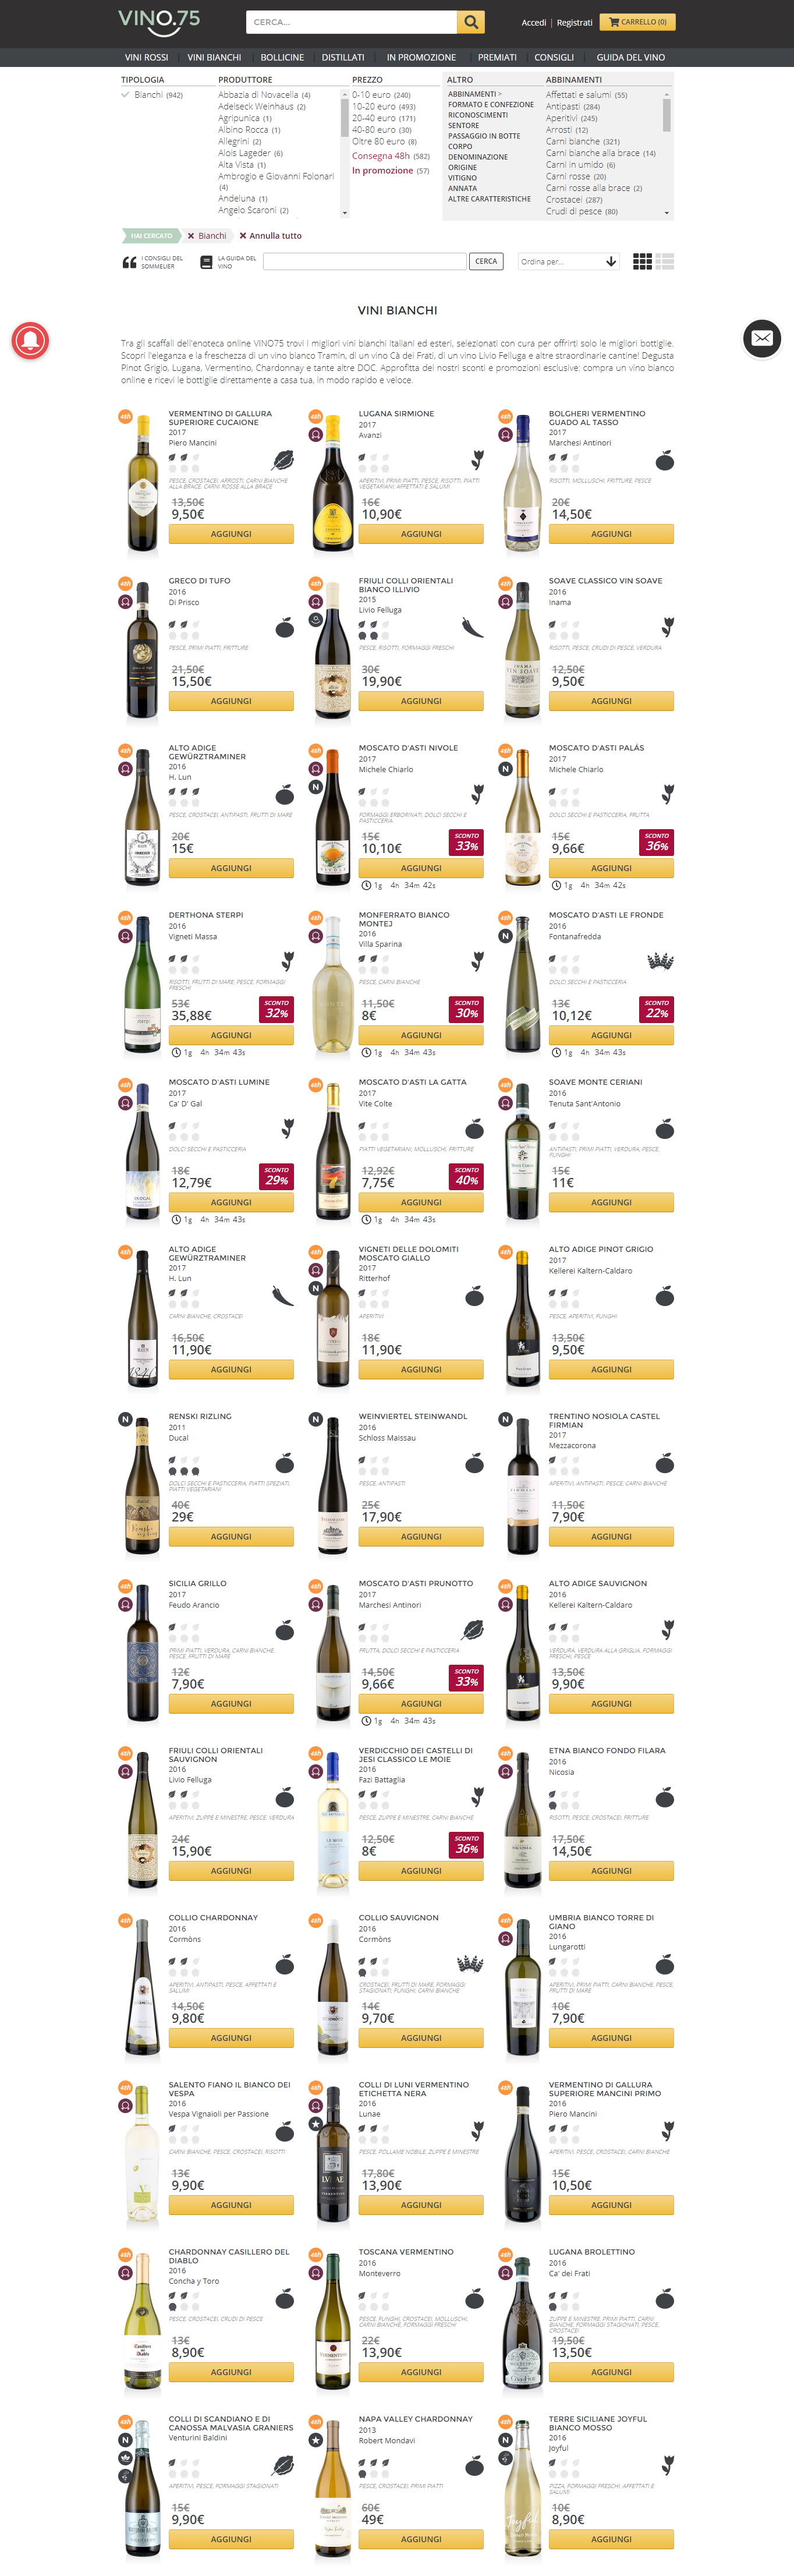 VINO.75
CERCA...
Accedi | Registrati
CARRELLO (0)
VINI ROSSI
VINI BIANCHI
BOLLICINE
DISTILLATI
IN PROMOZIONE
PREMIATI
CONSIGLI
GUIDA DEL VINO
TIPOLOGIA
Bianchi (942)
PRODUTTORE
Abbazia di Novacella (4)
Adelseck Weinhaus (2)
Agripunica (1)
Albino Rocca (1)
Allegrini (2)
Alois Lageder (6)
Alta Vista (1)
Ambrogio e Giovanni Folonari
(4)
Andeluna (1)
Angelo Scaroni (2)
PREZZO
0-10 euro (240)
10-20 euro (493)
20-40 euro (171)
40-80 euro (30)
Oltre 80 euro (8)
Consegna 48h (582)
In promozione (57)
ALTRO
ABBINAMENTI >
FORMATO E CONFEZIONE
RICONOSCIMENTI
SENTORE
PASSAGGIO IN BOTTE
CORPO
DENOMINAZIONE
ORIGINE
VITIGNO
ANNATA
ALTRE CARATTERISTICHE
ABBINAMENTI
Affettati e salumi (55)
Antipasti (284)
Aperitivi (245)
Arrosti (12)
Carni bianche (321)
Carni bianche alla brace (14)
Carni in umido (6)
Carni rosse (20)
Carni rosse alla brace (2)
Crostacei (287)
Crudi di pesce (80)
HAI CERCATO
Bianchi
Annulla tutto
I CONSIGLI DEL
SOMMELIER
LA GUIDA DEL
VINO
CERCA
Ordina per...
VINI BIANCHI
Tra gli scaffali dell'enoteca online VINO75 trovi i migliori vini bianchi italiani ed esteri, selezionati con cura per offrirti solo le migliori bottiglie.
Scopri l'eleganza e la freschezza di un vino bianco Tramin, di un vino Cà dei Frati, di un vino Livio Felluga e altre straordinarie cantine! Degusta
Pinot Grigio, Lugana, Vermentino, Chardonnay e tante altre DOC. Approfitta dei nostri sconti e promozioni esclusive: compra un vino bianco
online e ricevi le bottiglie direttamente a casa tua, in modo rapido e veloce.
48h
VERMENTINO DI GALLURA
SUPERIORE CUCAIONE
2017
Piero Mancini
PESCE, CROSTACEI, ARROSTI, CARNI BIANCHE
ALLA BRACE, CARNI ROSSE ALLA BRACE
13,50€
9,50€
AGGIUNGI
48h
LUGANA SIRMIONE
2017
Avanzi
APERITIVI, PRIMI PIATTI, PESCE, RISOTTI, PIATTI
VEGETARIANI, AFFETTATI E SALUMI
16€
10,90€
AGGIUNGI
48h
BOLGHERI VERMENTINO
GUADO AL TASSO
2017
Marchesi Antinori
RISOTTI, MOLLUSCHI, FRITTURE, PESCE
20€
14,50€
AGGIUNGI
48h
GRECO DI TUFO
2016
Di Prisco
PESCE, PRIMI PIATTI, FRITTURE
21,50€
15,50€
AGGIUNGI
48h
FRIULI COLLI ORIENTALI
BIANCO ILLIVIO
2015
Livio Felluga
PESCE, RISOTTI, FORMAGGI FRESCHI
30€
19,90€
AGGIUNGI
48h
SOAVE CLASSICO VIN SOAVE
2016
Inama
RISOTTI, PESCE, CRUDI DI PESCE, VERDURA
12,50€
9,50€
AGGIUNGI
48h
ALTO ADIGE
GEWÜRZTRAMINER
2016
H. Lun
PESCE, CROSTACEI, ANTIPASTI, FRUTTI DI MARE
20€
15€
AGGIUNGI
48h
N
MOSCATO D'ASTI NIVOLE
2017
Michele Chiarlo
FORMAGGI ERBORINATI, DOLCI SECCHI E
PASTICCERIA
15€
10,10€
SCONTO
33%
AGGIUNGI
1g 4h 34m 42s
48h
N
MOSCATO D'ASTI PALÁS
2017
Michele Chiarlo
DOLCI SECCHI E PASTICCERIA, FRUTTA
15€
9,66€
SCONTO
36%
AGGIUNGI
1g 4h 34m 42s
48h
DERTHONA STERPI
2016
Vigneti Massa
RISOTTI, FRUTTI DI MARE, PESCE, FORMAGGI
FRESCHI
53€
35,88€
SCONTO
32%
AGGIUNGI
1g 4h 34m 43s
48h
MONFERRATO BIANCO
MONTEJ
2016
Villa Sparina
PESCE, CARNI BIANCHE
11,50€
8€
SCONTO
30%
AGGIUNGI
1g 4h 34m 43s
48h
N
MOSCATO D'ASTI LE FRONDE
2016
Fontanafredda
DOLCI SECCHI E PASTICCERIA
13€
10,12€
SCONTO
22%
AGGIUNGI
1g 4h 34m 43s
48h
MOSCATO D'ASTI LUMINE
2017
Ca' D' Gal
DOLCI SECCHI E PASTICCERIA
18€
12,79€
SCONTO
29%
AGGIUNGI
1g 4h 34m 43s
48h
MOSCATO D'ASTI LA GATTA
2017
Vite Colte
PIATTI VEGETARIANI, MOLLUSCHI, FRITTURE
12,92€
7,75€
SCONTO
40%
AGGIUNGI
1g 4h 34m 43s
48h
SOAVE MONTE CERIANI
2016
Tenuta Sant'Antonio
ANTIPASTI, PRIMI PIATTI, VERDURA, PESCE,
FUNGHI
15€
11€
AGGIUNGI
48h
ALTO ADIGE
GEWÜRZTRAMINER
2017
H. Lun
CARNI BIANCHE, CROSTACEI
16,50€
11,90€
AGGIUNGI
48h
N
VIGNETI DELLE DOLOMITI
MOSCATO GIALLO
2017
Ritterhof
APERITIVI
18€
11,90€
AGGIUNGI
48h
ALTO ADIGE PINOT GRIGIO
2017
Kellerei Kaltern-Caldaro
PESCE, APERITIVI, FUNGHI
13,50€
9,50€
AGGIUNGI
N
RENSKI RIZLING
2011
Ducal
DOLCI SECCHI E PASTICCERIA, PIATTI SPEZIATI,
PIATTI VEGETARIANI
40€
29€
AGGIUNGI
N
WEINVIERTEL STEINWANDL
2016
Schloss Maissau
PESCE, ANTIPASTI
25€
17,90€
AGGIUNGI
N
TRENTINO NOSIOLA CASTEL
FIRMIAN
2017
Mezzacorona
APERITIVI, ANTIPASTI, PESCE, CARNI BIANCHE
11,50€
7,90€
AGGIUNGI
48h
SICILIA GRILLO
2017
Feudo Arancio
PRIMI PIATTI, VERDURA, CARNI BIANCHE,
PESCE, FRUTTI DI MARE
12€
7,90€
AGGIUNGI
48h
MOSCATO D'ASTI PRUNOTTO
2017
Marchesi Antinori
FRUTTA, DOLCI SECCHI E PASTICCERIA
14,50€
9,66€
SCONTO
33%
AGGIUNGI
1g 4h 34m 43s
48h
ALTO ADIGE SAUVIGNON
2016
Kellerei Kaltern-Caldaro
VERDURA, VERDURA ALLA GRIGLIA, FORMAGGI
FRESCHI, PESCE
13,50€
9,90€
AGGIUNGI
48h
FRIULI COLLI ORIENTALI
SAUVIGNON
2016
Livio Felluga
APERITIVI, ZUPPE E MINESTRE, PESCE, VERDURA
24€
15,90€
AGGIUNGI
48h
VERDICCHIO DEI CASTELLI DI
JESI CLASSICO LE MOIE
2016
Fazi Battaglia
PESCE, ZUPPE E MINESTRE, CARNI BIANCHE
12,50€
8€
SCONTO
36%
AGGIUNGI
48h
ETNA BIANCO FONDO FILARA
2016
Nicosia
RISOTTI, PESCE, CROSTACEI, FRITTURE
17,50€
14,50€
AGGIUNGI
48h
COLLIO CHARDONNAY
2016
Cormòns
APERITIVI, ANTIPASTI, PESCE, AFFETTATI E
SALUMI
14,50€
9,80€
AGGIUNGI
48h
COLLIO SAUVIGNON
2016
Cormòns
CROSTACEI, FRUTTI DI MARE, FORMAGGI
STAGIONATI, FUNGHI, CARNI BIANCHE
14€
9,70€
AGGIUNGI
48h
UMBRIA BIANCO TORRE DI
GIANO
2016
Lungarotti
APERITIVI, PRIMI PIATTI, CARNI BIANCHE, PESCE,
FRUTTI DI MARE
10€
7,90€
AGGIUNGI
48h
SALENTO FIANO IL BIANCO DEI
VESPA
2016
Vespa Vignaioli per Passione
CARNI BIANCHE, PESCE, CROSTACEI, RISOTTI
13€
9,90€
AGGIUNGI
48h
COLLI DI LUNI VERMENTINO
ETICHETTA NERA
2016
Lunae
PESCE, POLLAME NOBILE, ZUPPE E MINESTRE
17,80€
13,90€
AGGIUNGI
48h
VERMENTINO DI GALLURA
SUPERIORE MANCINI PRIMO
2016
Piero Mancini
APERITIVI, PESCE, CROSTACEI, CARNI BIANCHE
15€
10,50€
AGGIUNGI
48h
CHARDONNAY CASILLERO DEL
DIABLO
2016
Concha y Toro
PESCE, CROSTACEI, CRUDI DI PESCE
13€
8,90€
AGGIUNGI
48h
TOSCANA VERMENTINO
2016
Monteverro
PESCE, FUNGHI, CROSTACEI, MOLLUSCHI,
CARNI BIANCHE, FORMAGGI FRESCHI
22€
13,90€
AGGIUNGI
48h
LUGANA BROLETTINO
2016
Ca' dei Frati
ZUPPE E MINESTRE, PRIMI PIATTI, CARNI
BIANCHE, FORMAGGI STAGIONATI, PESCE,
CROSTACEI
19,50€
13,50€
AGGIUNGI
48h
N
COLLI DI SCANDIANO E DI
CANOSSA MALVASIA GRANIERS
Venturini Baldini
APERITIVI, PESCE, FORMAGGI STAGIONATI
15€
9,90€
AGGIUNGI
48h
NAPA VALLEY CHARDONNAY
2013
Robert Mondavi
PESCE, CROSTACEI, PRIMI PIATTI
60€
49€
AGGIUNGI
48h
N
TERRE SICILIANE JOYFUL
BIANCO MOSSO
2016
Joyful
PIZZA, FORMAGGI FRESCHI, AFFETTATI E
SALUMI
10€
8,90€
AGGIUNGI